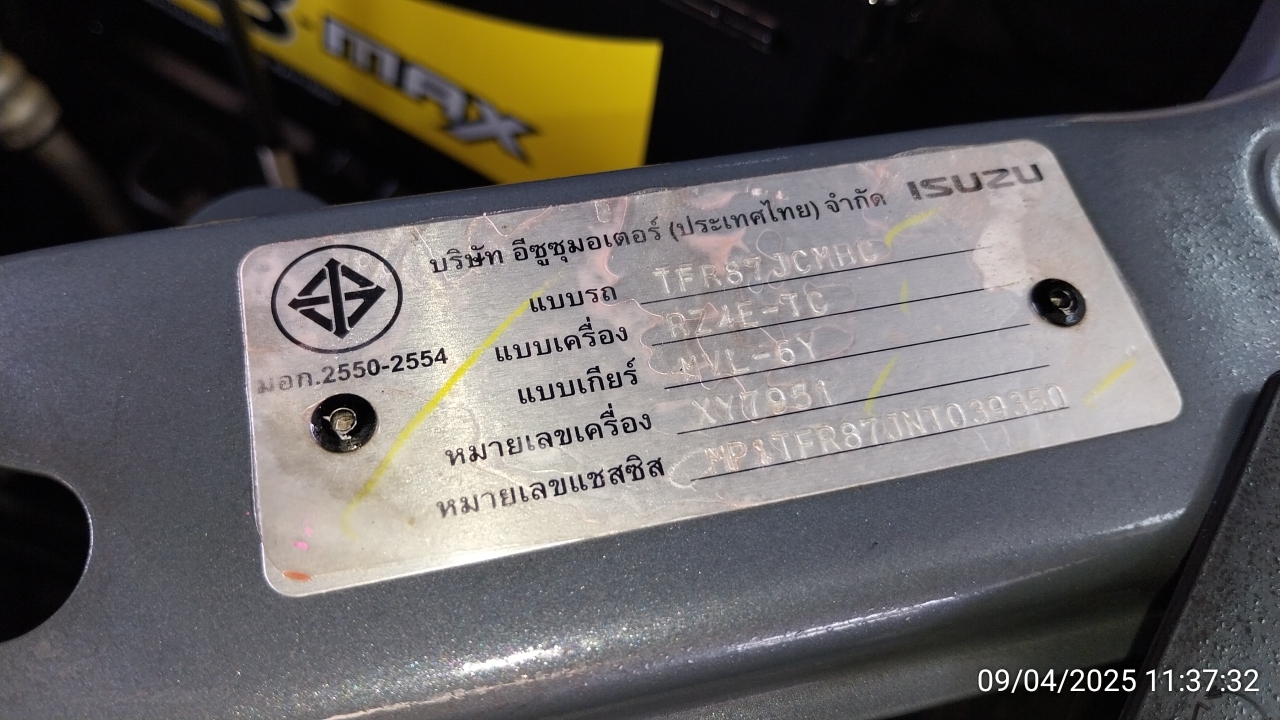 B-MAX
ISUZU
บริษัท อีซูซุมอเตอร์ (ประเทศไทย) จำกัด
มอก.2550-2554
แบบรถ TFR87JCMRC
แบบเครื่อง RZ4E-TC
แบบเกียร์ MVL-6Y
หมายเลขเครื่อง XY7951
หมายเลขแชสซิส MP1TFR87JNT039350
09/04/2025 11:37:32